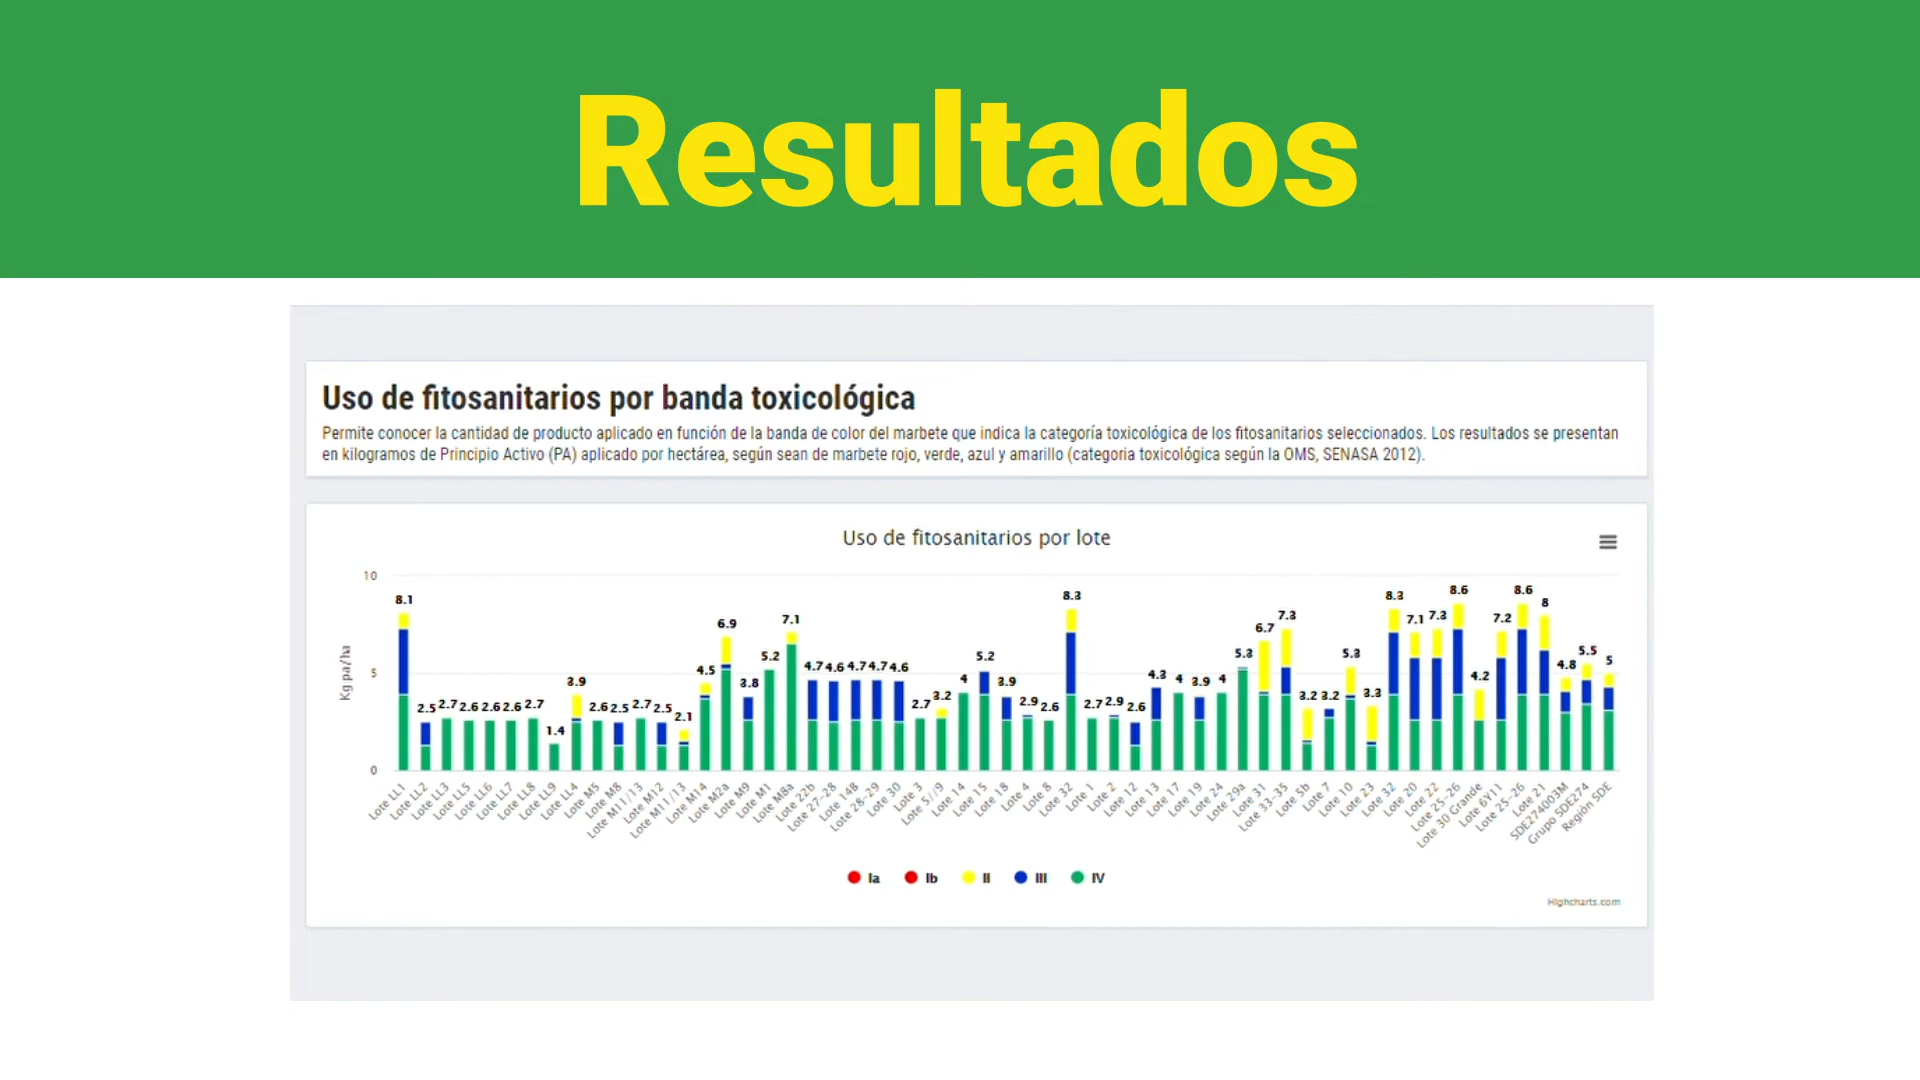 Resultados
Uso de fitosanitarios por banda toxicológica
Permite conocer la cantidad de producto aplicado en función de la banda de color del marbete que indica la categoría toxicológica de los fitosanitarios seleccionados. Los resultados se presentan
en kilogramos de Principio Activo (PA) aplicado por hectárea, según sean de marbete rojo, verde, azul y amarillo (categoria toxicológica según la OMS, SENASA 2012).
Uso de fitosanitarios por lote
Kg pa/ha
10
5
0
8.1 2.5 2.7 2.6 2.6 2.6 2.7 1.4 3.9 2.6 2.5 2.7 2.5 2.1 4.5 6.9 3.8 5.2 7.1 4.7 4.6 4.7 4.7 4.6 2.7 3.2 4 5.2 3.9 2.9 2.6 8.3 2.7 2.9 2.6 4.3 4 3.9 4 5.3 6.7 7.3 3.2 3.2 5.3 3.3 8.3 7.1 7.3 8.6 4.2 7.2 8.6 8 4.8 5.5 5
Lote LL1
Lote LL2
Lote LL3
Lote LL5
Lote LL6
Lote LL7
Lote LL8
Lote LL9
Lote LL4
Lote M5
Lote M8
Lote M11/13
Lote M12
Lote M11/13
Lote M14
Lote M2a
Lote M9
Lote M1
Lote M8a
Lote 22b
Lote 27-28
Lote 14B
Lote 28-29
Lote 30
Lote 3
Lote 5//9
Lote 14
Lote 15
Lote 18
Lote 4
Lote 8
Lote 32
Lote 1
Lote 2
Lote 12
Lote 13
Lote 17
Lote 19
Lote 24
Lote 29a
Lote 31
Lote 33-35
Lote 5b
Lote 7
Lote 10
Lote 23
Lote 32
Lote 20
Lote 22
Lote 25-26
Lote 30 Grande
Lote 6Y11
Lote 25-26
Lote 21
SDE274003M
Grupo SDE274
Región SDE
Ia Ib II III IV
Highcharts.com